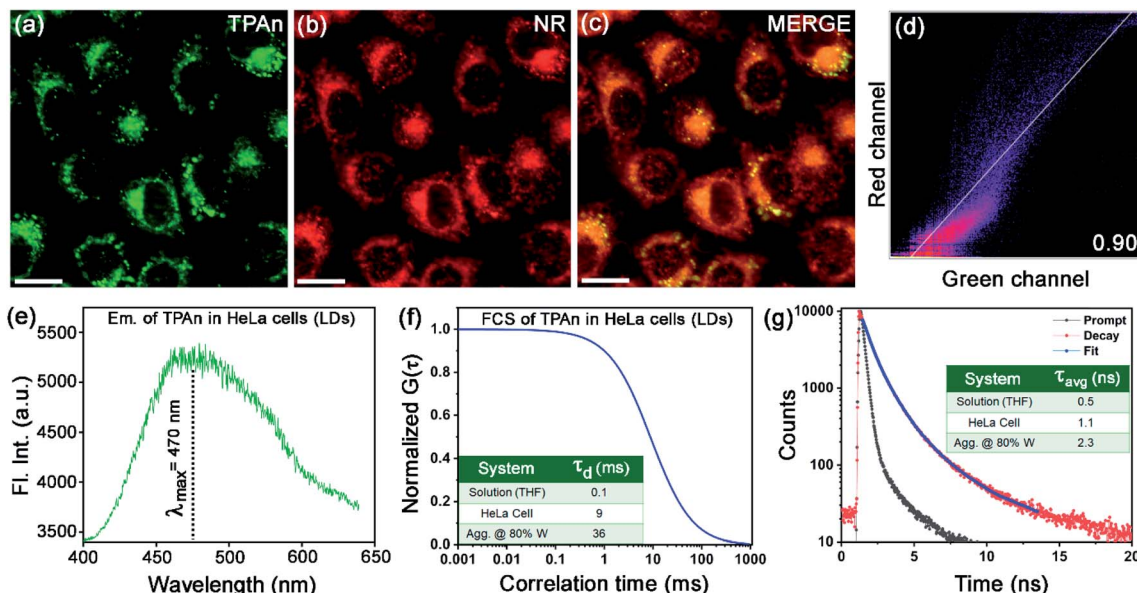 (a) TPAn
(b) NR
(c) MERGE
(d)
Red channel
0.90
Green channel
(e)
Em. of TPAn in HeLa cells (LDs)
5500
5000
4500
4000
3500
Fl. Int. (a.u.)
λmax= 470 nm
400 450 500 550 600 650
Wavelength (nm)
(f)
FCS of TPAn in HeLa cells (LDs)
1.0
0.8
0.6
0.4
0.2
0.0
Normalized G(τ)
System τd (ms)
Solution (THF) 0.1
HeLa Cell 9
Agg. @ 80% W 36
0.001 0.01 0.1 1 10 100 1000
Correlation time (ms)
(g)
10000
1000
100
10
Counts
Prompt
Decay
Fit
System τavg (ns)
Solution (THF) 0.5
HeLa Cell 1.1
Agg. @ 80% W 2.3
0 5 10 15 20
Time (ns)